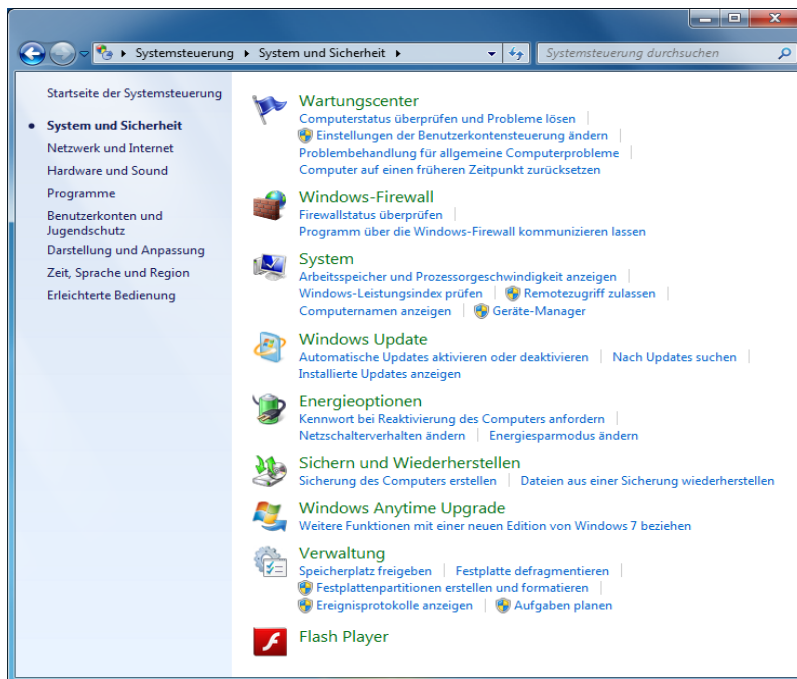 Systemsteuerung System und Sicherheit Systemsteuerung durchsuchen
Startseite der Systemsteuerung
System und Sicherheit
Netzwerk und Internet
Hardware und Sound
Programme
Benutzerkonten und
Jugendschutz
Darstellung und Anpassung
Zeit, Sprache und Region
Erleichterte Bedienung
Wartungscenter
Computerstatus überprüfen und Probleme lösen
Einstellungen der Benutzerkontensteuerung ändern
Problembehandlung für allgemeine Computerprobleme
Computer auf einen früheren Zeitpunkt zurücksetzen
Windows-Firewall
Firewallstatus überprüfen
Programm über die Windows-Firewall kommunizieren lassen
System
Arbeitsspeicher und Prozessorgeschwindigkeit anzeigen
Windows-Leistungsindex prüfen Remotezugriff zulassen
Computernamen anzeigen Geräte-Manager
Windows Update
Automatische Updates aktivieren oder deaktivieren Nach Updates suchen
Installierte Updates anzeigen
Energieoptionen
Kennwort bei Reaktivierung des Computers anfordern
Netzschalterverhalten ändern Energiesparmodus ändern
Sichern und Wiederherstellen
Sicherung des Computers erstellen Dateien aus einer Sicherung wiederherstellen
Windows Anytime Upgrade
Weitere Funktionen mit einer neuen Edition von Windows 7 beziehen
Verwaltung
Speicherplatz freigeben Festplatte defragmentieren
Festplattenpartitionen erstellen und formatieren
Ereignisprotokolle anzeigen Aufgaben planen
Flash Player